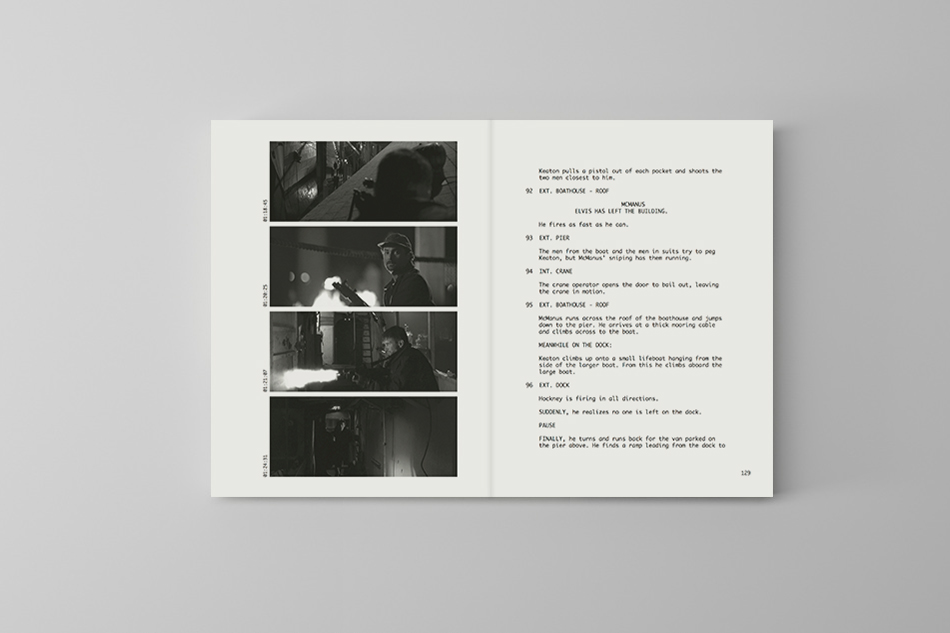 01:18:45
01:20:25
01:21:07
01:24:31
Keaton pulls a pistol out of each pocket and shoots the
two men closest to him.
92 EXT. BOATHOUSE - ROOF
MCMANUS
ELVIS HAS LEFT THE BUILDING.
He fires as fast as he can.
93 EXT. PIER
The men from the boat and the men in suits try to peg
Keaton, but McManus' sniping has them running.
94 INT. CRANE
The crane operator opens the door to bail out, leaving
the crane in motion.
95 EXT. BOATHOUSE - ROOF
McManus runs across the roof of the boathouse and jumps
down to the pier. He arrives at a thick mooring cable
and climbs across to the boat.
MEANWHILE ON THE DOCK:
Keaton climbs up onto a small lifeboat hanging from the
side of the larger boat. From this he climbs aboard the
large boat.
96 EXT. DOCK
Hockney is firing in all directions.
SUDDENLY, he realizes no one is left on the dock.
PAUSE
FINALLY, he turns and runs back for the van parked on
the pier above. He finds a ramp leading from the dock to
129